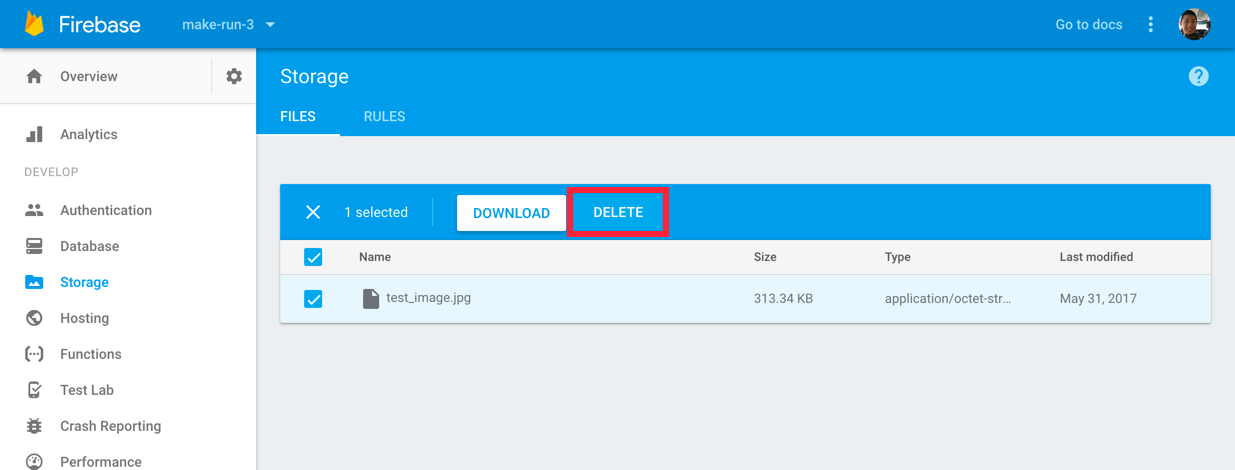 Firebase
make-run-3
Go to docs
Overview
Storage
FILES RULES
Analytics
DEVELOP
Authentication
Database
Storage
Hosting
Functions
Test Lab
Crash Reporting
Performance
1 selected DOWNLOAD DELETE
Name Size Type Last modified
test_image.jpg 313.34 KB application/octet-str... May 31, 2017